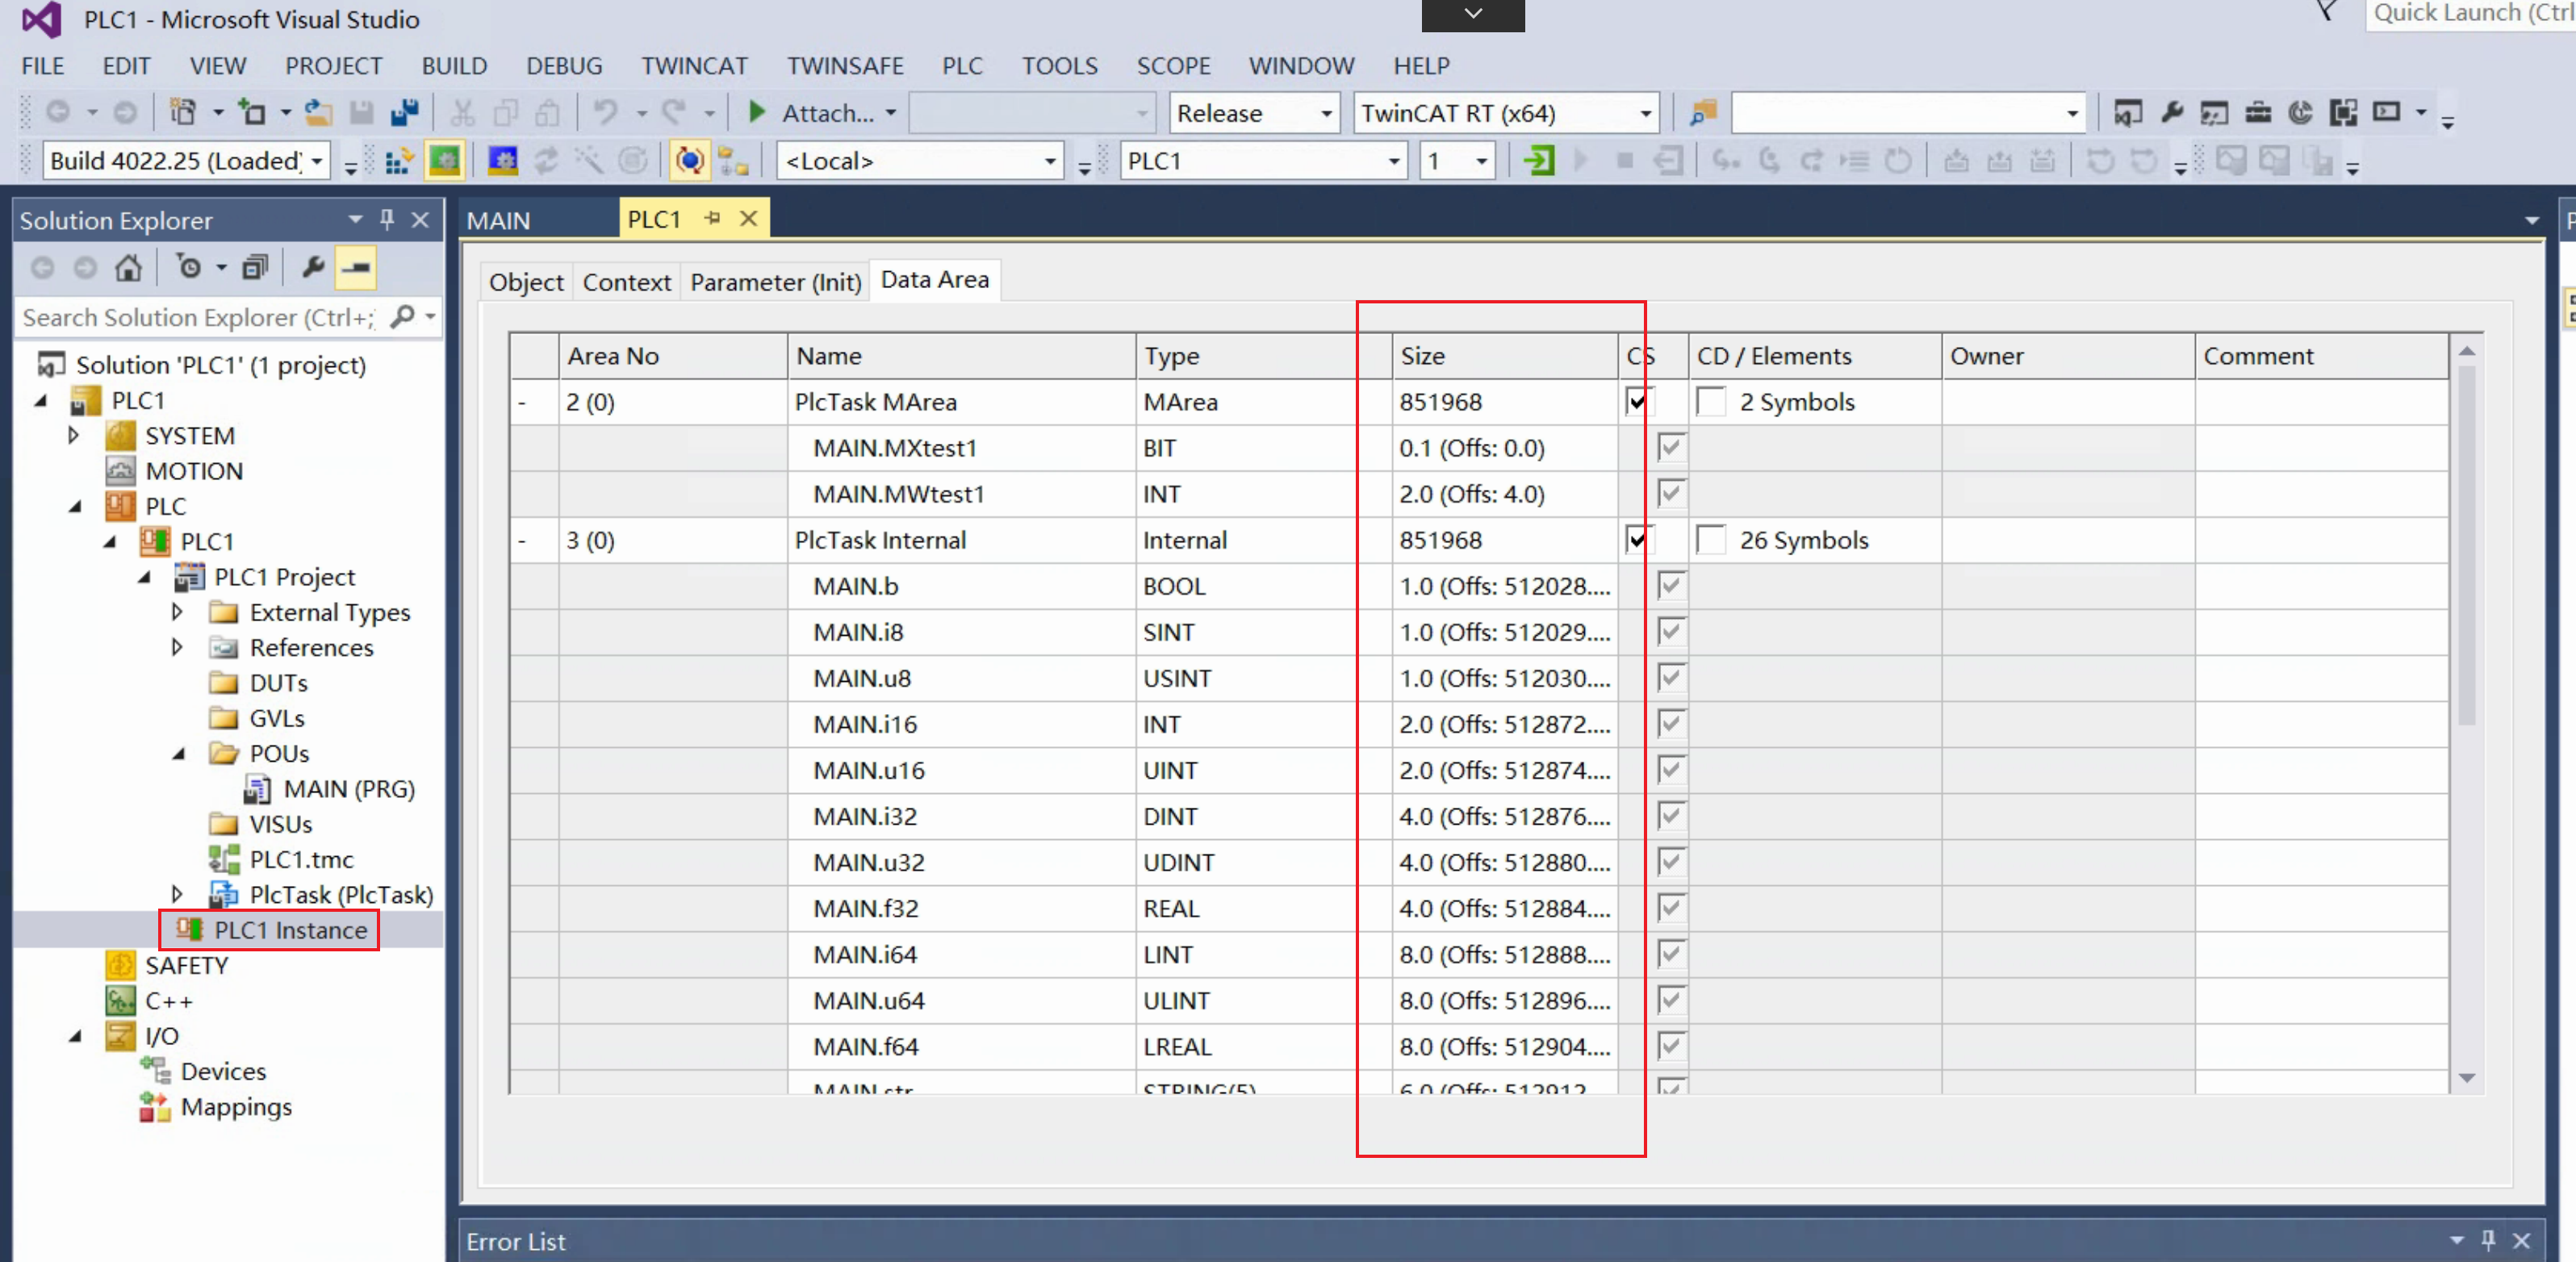 PLC1 - Microsoft Visual Studio
Quick Launch (Ctrl
FILE EDIT VIEW PROJECT BUILD DEBUG TWINCAT TWINSAFE PLC TOOLS SCOPE WINDOW HELP
Attach... Release TwinCAT RT (x64)
Build 4022.25 (Loaded) <Local> PLC1 1
Solution Explorer
Search Solution Explorer (Ctrl+;
Solution 'PLC1' (1 project)
PLC1
SYSTEM
MOTION
PLC
PLC1
PLC1 Project
External Types
References
DUTs
GVLs
POUs
MAIN (PRG)
VISUs
PLC1.tmc
PlcTask (PlcTask)
PLC1 Instance
SAFETY
C++
I/O
Devices
Mappings
MAIN PLC1
Object Context Parameter (Init) Data Area
Area No Name Type Size CS CD / Elements Owner Comment
- 2 (0) PlcTask MArea MArea 851968 2 Symbols
MAIN.MXtest1 BIT 0.1 (Offs: 0.0)
MAIN.MWtest1 INT 2.0 (Offs: 4.0)
- 3 (0) PlcTask Internal Internal 851968 26 Symbols
MAIN.b BOOL 1.0 (Offs: 512028....
MAIN.i8 SINT 1.0 (Offs: 512029....
MAIN.u8 USINT 1.0 (Offs: 512030....
MAIN.i16 INT 2.0 (Offs: 512872....
MAIN.u16 UINT 2.0 (Offs: 512874....
MAIN.i32 DINT 4.0 (Offs: 512876....
MAIN.u32 UDINT 4.0 (Offs: 512880....
MAIN.f32 REAL 4.0 (Offs: 512884....
MAIN.i64 LINT 8.0 (Offs: 512888....
MAIN.u64 ULINT 8.0 (Offs: 512896....
MAIN.f64 LREAL 8.0 (Offs: 512904....
MAIN.str STRING(5) 6.0 (Offs: 512912....
Error List